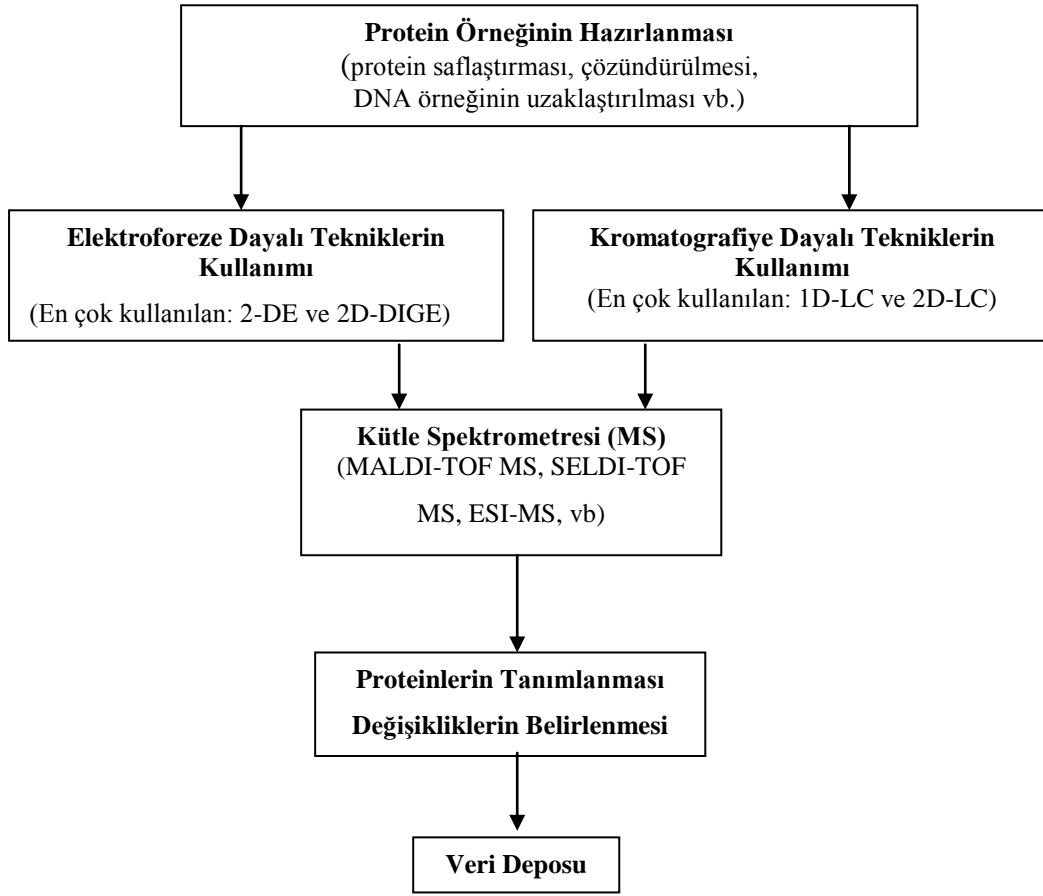 Protein Örneğinin Hazırlanması
(protein saflaştırması, çözündürülmesi,
DNA örneğinin uzaklaştırılması vb.)
Elektroforeze Dayalı Tekniklerin
Kullanımı
(En çok kullanılan: 2-DE ve 2D-DIGE)
Kromatografiye Dayalı Tekniklerin
Kullanımı
(En çok kullanılan: 1D-LC ve 2D-LC)
Kütle Spektrometresi (MS)
(MALDI-TOF MS, SELDI-TOF
MS, ESI-MS, vb)
Proteinlerin Tanımlanması
Değişikliklerin Belirlenmesi
Veri Deposu